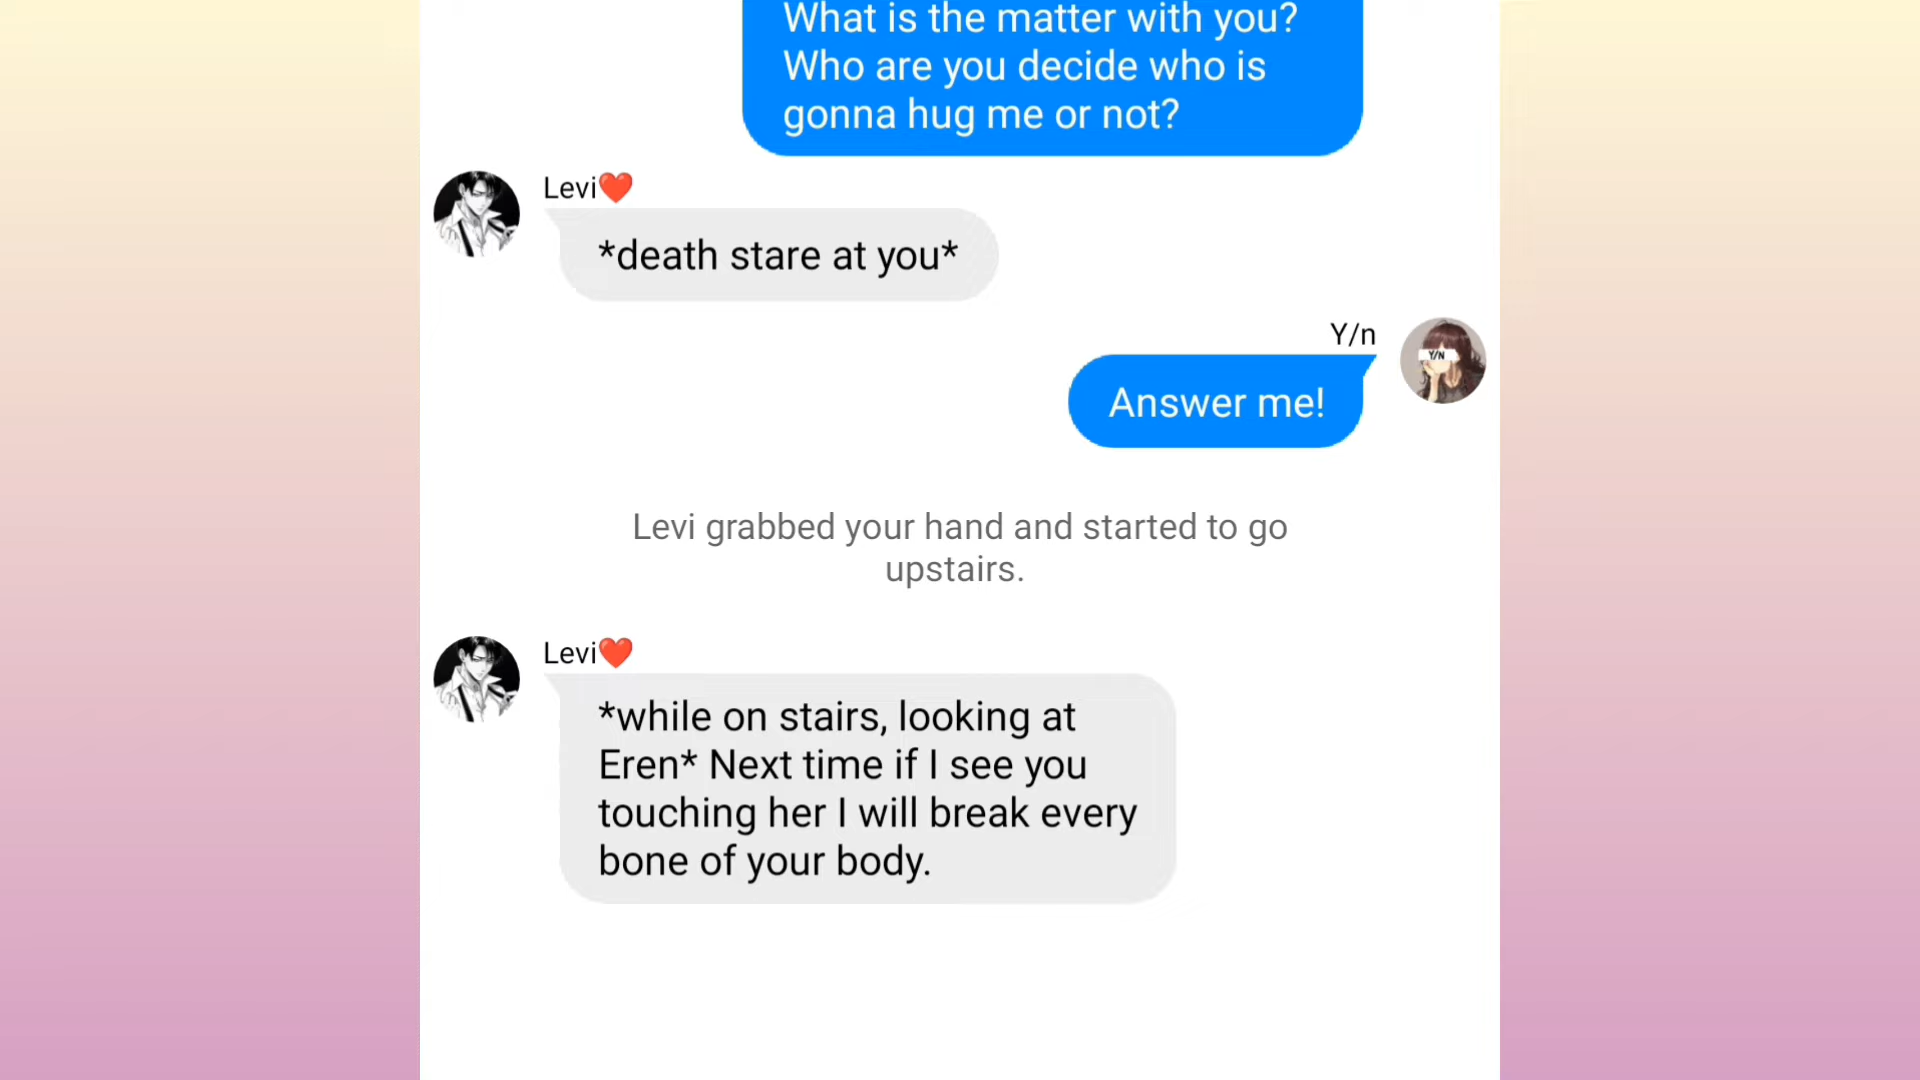 What is the matter with you?
Who are you decide who is
gonna hug me or not?
Levi❤️
*death stare at you*
Y/n
Y/N
Answer me!
Levi grabbed your hand and started to go
upstairs.
Levi❤️
*while on stairs, looking at
Eren* Next time if I see you
touching her I will break every
bone of your body.